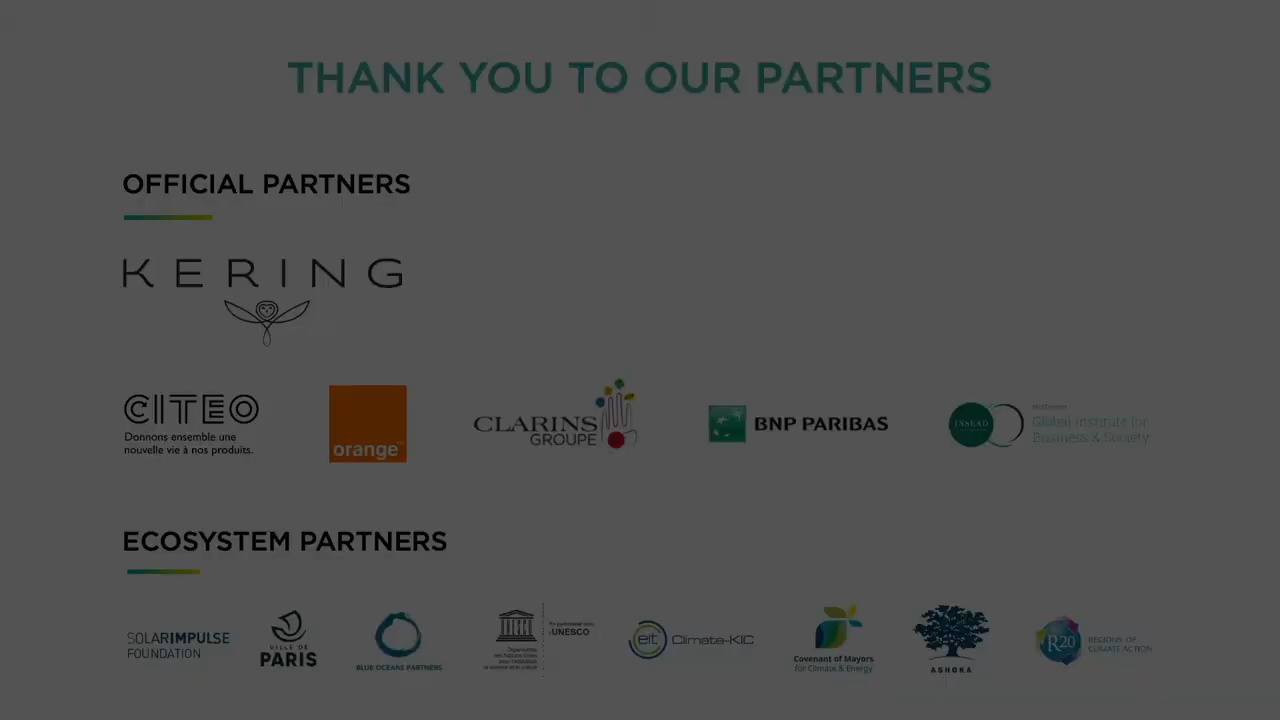 THANK YOU TO OUR PARTNERS
OFFICIAL PARTNERS
KERING
CITEO
Donnons ensemble une
nouvelle vie à nos produits.
orange
CLARINS
GROUPE
BNP PARIBAS
INSEAD
Global Institute for
Business & Society
ECOSYSTEM PARTNERS
SOLARIMPULSE
FOUNDATION
VILLE DE
PARIS
BLUE OCEANS PARTNERS
UNESCO
eit
Climate-KIC
Covenant of Mayors
for Climate & Energy
ASHOKA
R20
REGIONS OF
CLIMATE ACTION